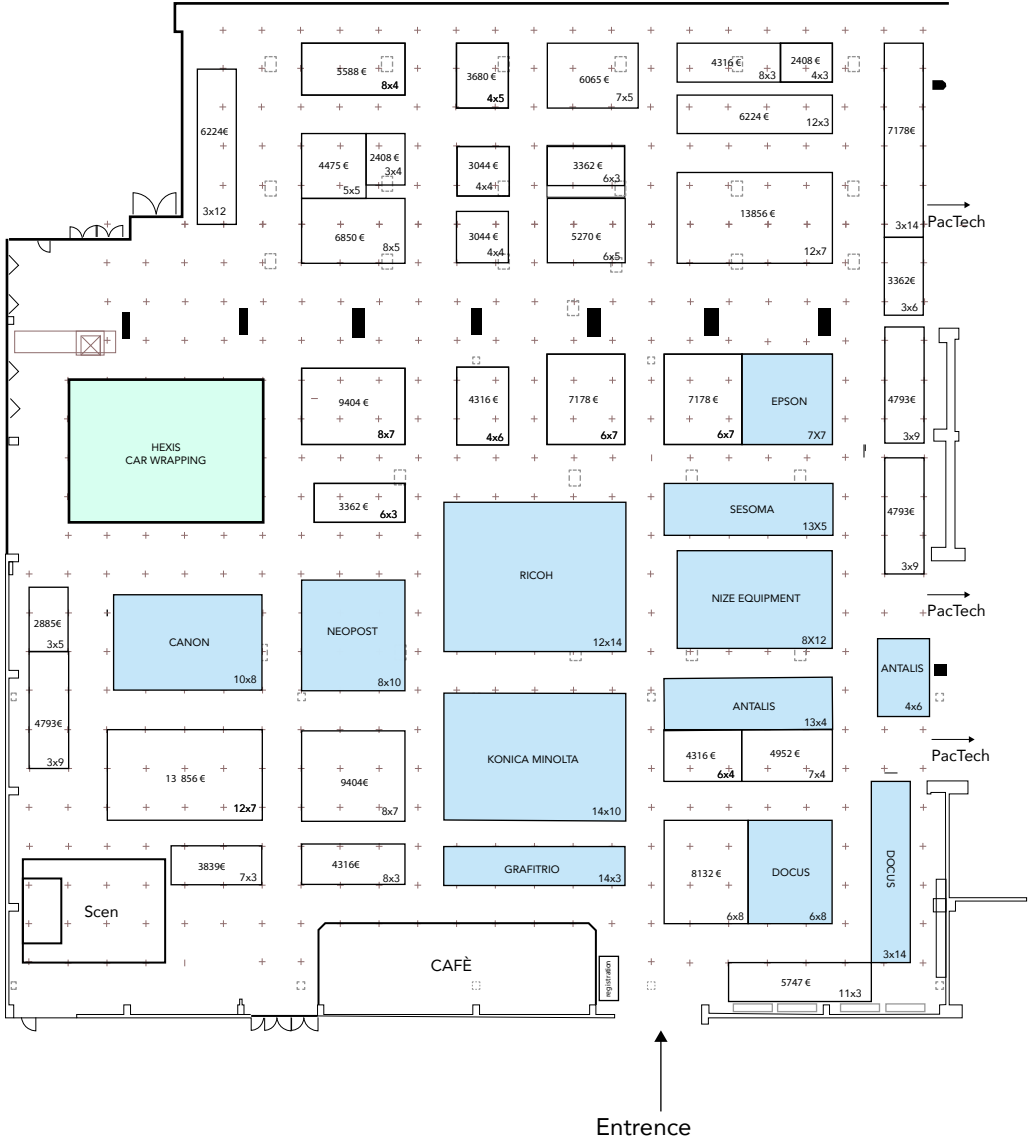 5588 €
8x4
3680 €
4x5
6065 €
7x5
4316 €
8x3
2408 €
4x3
6224€
3x12
6224 €
12x3
7178€
3x14
4475 €
5x5
2408 €
3x4
3044 €
4x4
3362 €
6x3
13856 €
12x7
PacTech
6850 €
8x5
3044 €
4x4
5270 €
6x5
3362€
3x6
HEXIS
CAR WRAPPING
9404 €
8x7
4316 €
4x6
7178 €
6x7
7178 €
6x7
EPSON
7X7
4793€
3x9
3362 €
6x3
SESOMA
13X5
4793€
3x9
RICOH
12x14
NIZE EQUIPMENT
8X12
PacTech
2885€
3x5
CANON
10x8
NEOPOST
8x10
ANTALIS
4x6
4793€
3x9
ANTALIS
13x4
PacTech
13 856 €
12x7
9404€
8x7
KONICA MINOLTA
14x10
4316 €
6x4
4952 €
7x4
3839€
7x3
4316€
8x3
GRAFITRIO
14x3
8132 €
6x8
DOCUS
6x8
DOCUS
3x14
Scen
CAFÈ
registration
5747 €
11x3
Entrence